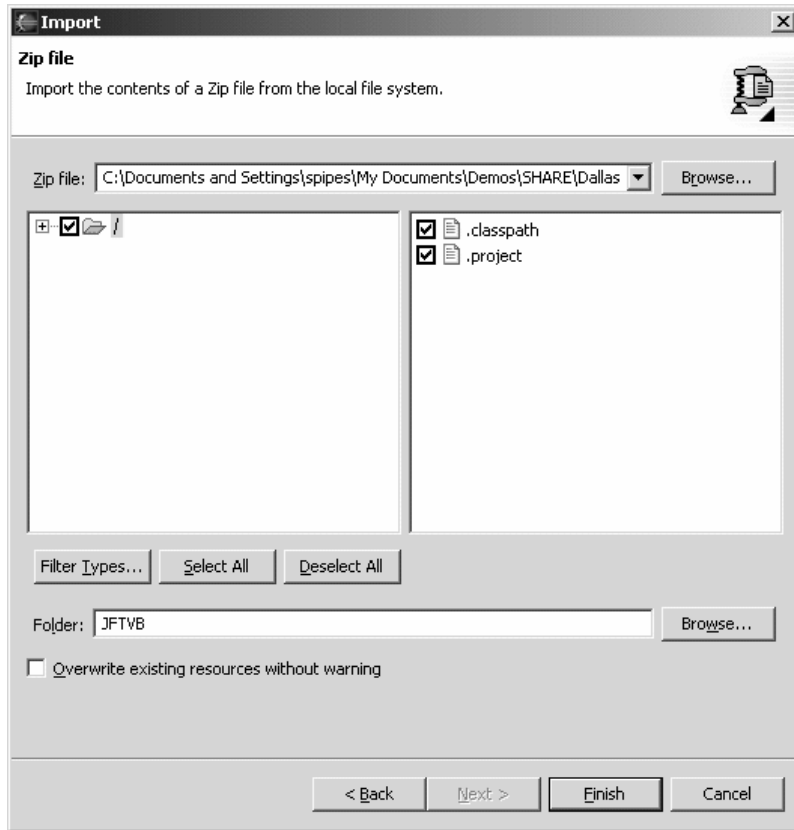 Import
Zip file
Import the contents of a Zip file from the local file system.
Zip file: C:\Documents and Settings\spipes\My Documents\Demos\SHARE\Dallas Browse...
/ .classpath
.project
Filter Types... Select All Deselect All
Folder: JFTVB Browse...
Overwrite existing resources without warning
< Back Next > Finish Cancel